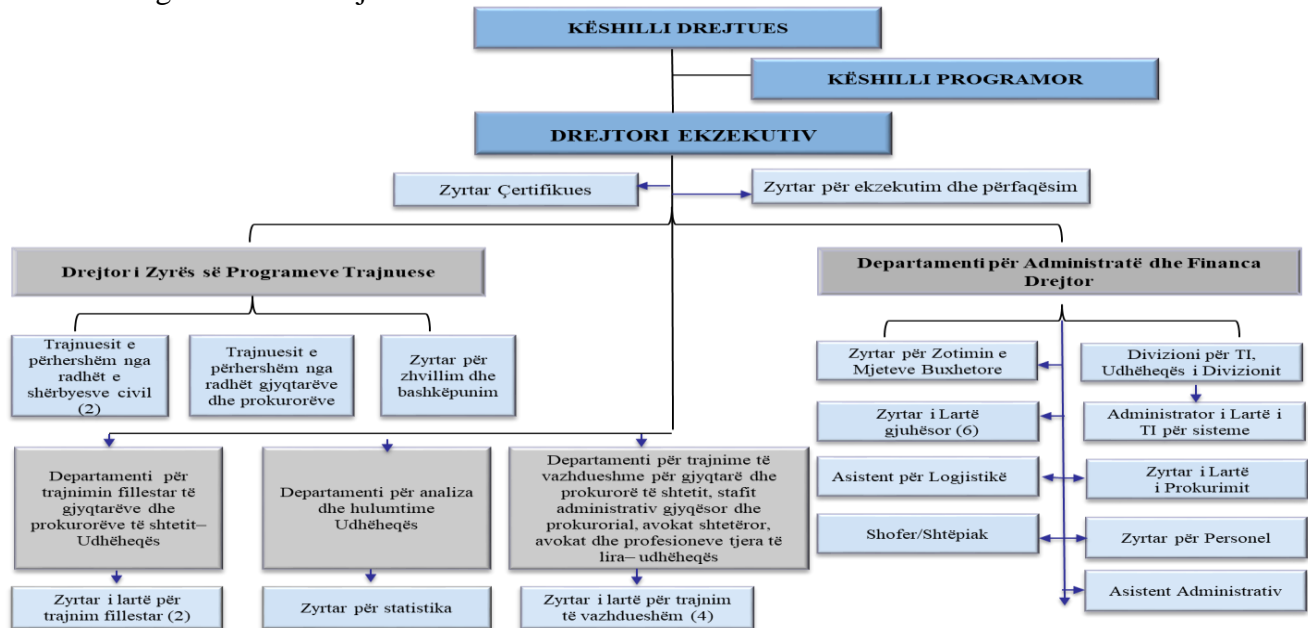 KËSHILLI DREJTUES
KËSHILLI PROGRAMOR
DREJTORI EKZEKUTIV
Zyrtar Çertifikues
Zyrtar për ekzekutim dhe përfaqësim
Drejtor i Zyrës së Programeve Trajnuese
Departamenti për Administratë dhe Financa
Drejtor
Trajnuesit e
përhershëm nga
radhët e
shërbyesve civil
(2)
Trajnuesit e
përhershëm nga
radhët gjyqtarëve
dhe prokurorëve
Zyrtar për
zhvillim dhe
bashkëpunim
Zyrtar për Zotimin e
Mjeteve Buxhetore
Divizioni për TI,
Udhëheqës i Divizionit
Zyrtar i Lartë
gjuhësor (6)
Administrator i Lartë i
TI për sisteme
Asistent për Logjistikë
Zyrtar i Lartë
i Prokurimit
Shofer/Shtëpiak
Zyrtar për Personel
Asistent Administrativ
Departamenti për
trajnimin fillestar të
gjyqtarëve dhe
prokurorëve të shtetit–
Udhëheqës
Departamenti për analiza
dhe hulumtime
Udhëheqës
Departamenti për trajnime të
vazhdueshme për gjyqtarë dhe
prokurorë të shtetit, stafit
administrativ gjyqësor dhe
prokurorial, avokat shtetëror,
avokat dhe profesioneve tjera të
lira– udhëheqës
Zyrtar i lartë për
trajnim fillestar (2)
Zyrtar për statistika
Zyrtar i lartë për trajnim
të vazhdueshëm (4)